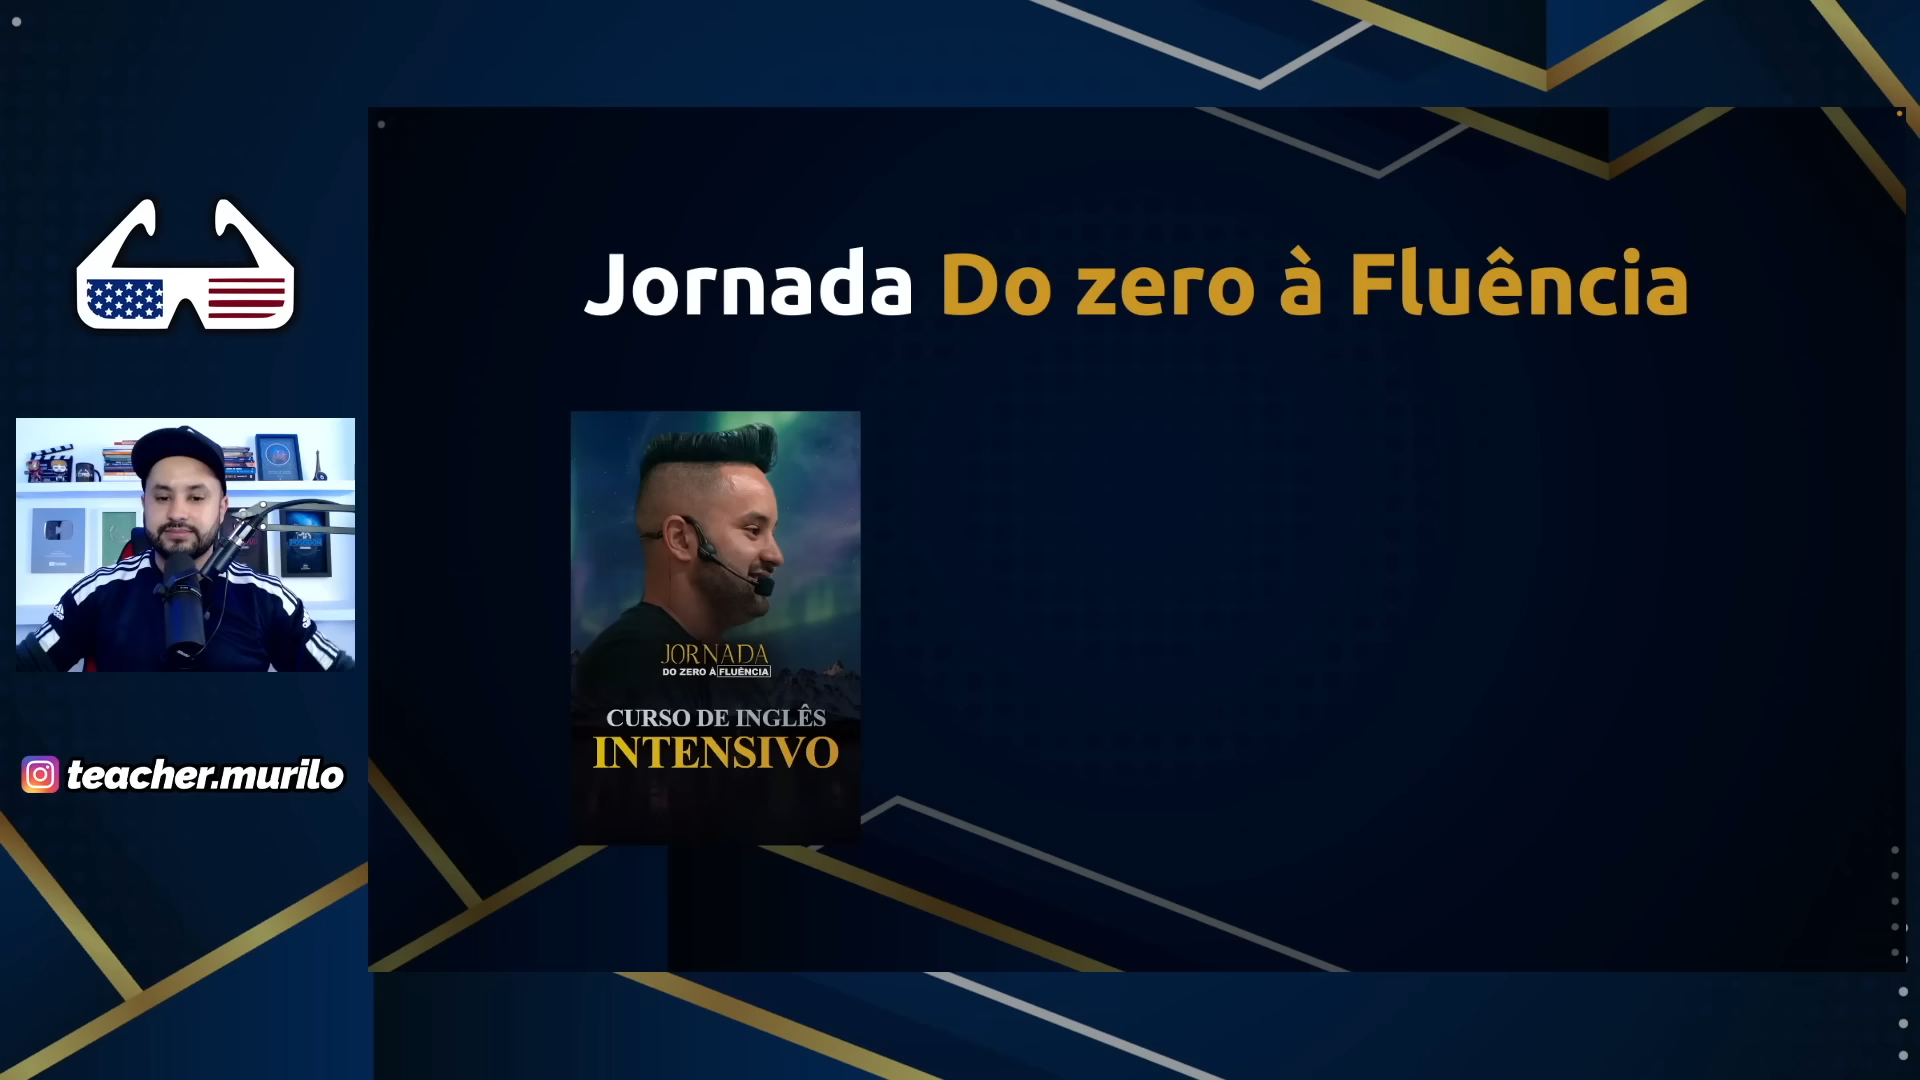 Jornada Do zero à Fluência
JORNADA
DO ZERO À FLUÊNCIA
CURSO DE INGLÊS
INTENSIVO
teacher.murilo